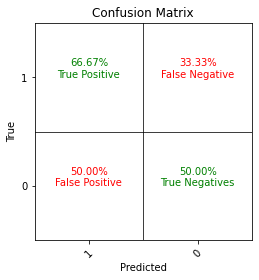 Confusion Matrix
66.67%
True Positive
33.33%
False Negative
1
True
50.00%
False Positive
50.00%
True Negatives
0
1
0
Predicted